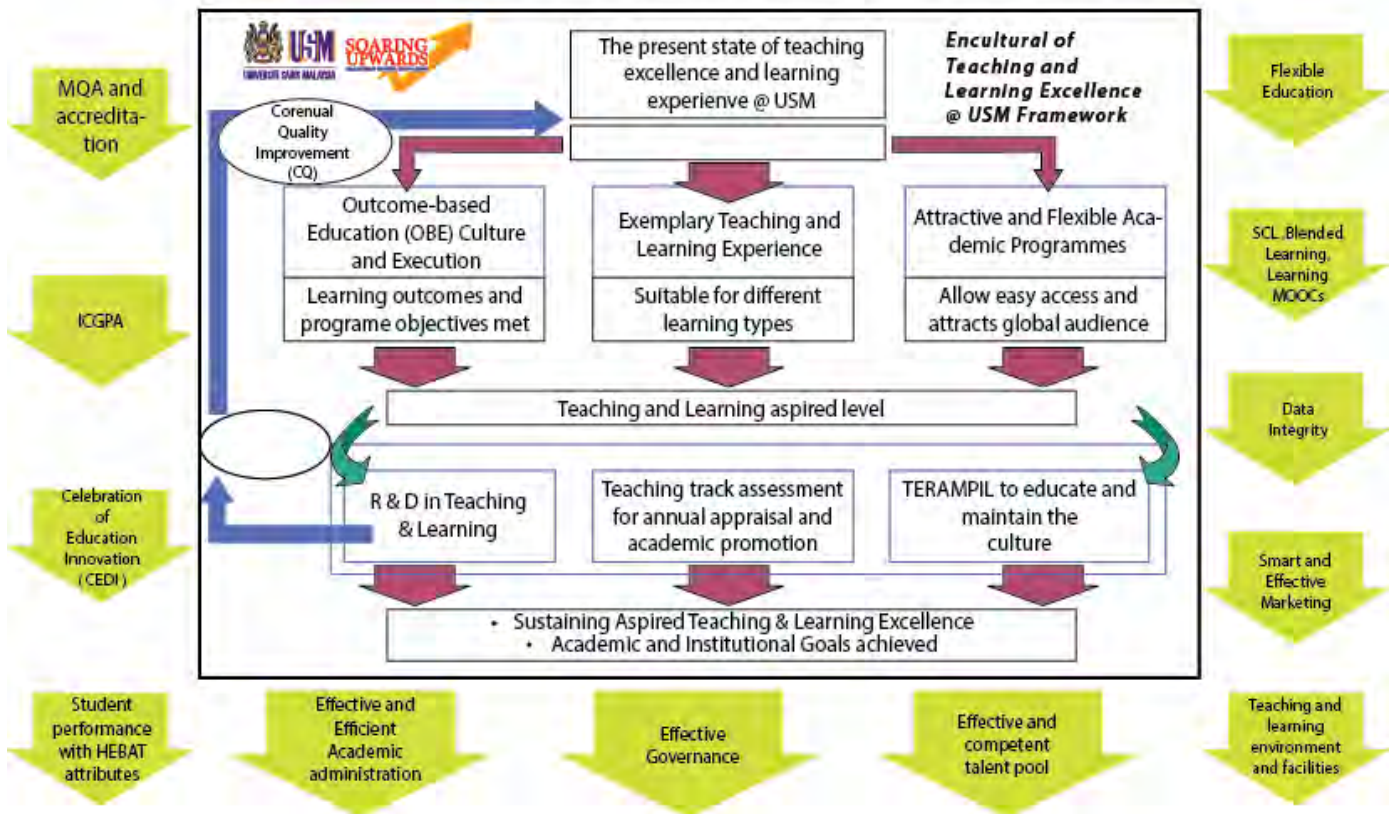 USM
UNIVERSITI SAINS MALAYSIA
SOARING
UPWARDS
The present state of teaching
excellence and learning
experienve @ USM
Encultural of
Teaching and
Learning Excellence
@ USM Framework
MQA and
accredita-
tion
Corenual
Quality
Improvement
(CQ)
Flexible
Education
Outcome-based
Education (OBE) Culture
and Execution
Exemplary Teaching and
Learning Experience
Attractive and Flexible Aca-
demic Programmes
SCL, Blended
Learning,
Learning
MOOCs
Learning outcomes and
programe objectives met
Suitable for different
learning types
Allow easy access and
attracts global audience
ICGPA
Teaching and Learning aspired level
Data
Integrity
Celebration
of
Education
Innovation
(CEDI)
R & D in Teaching
& Learning
Teaching track assessment
for annual appraisal and
academic promotion
TERAMPIL to educate and
maintain the
culture
Smart and
Effective
Marketing
• Sustaining Aspired Teaching & Learning Excellence
• Academic and Institutional Goals achieved
Student
performance
with HEBAT
attributes
Effective and
Efficient
Academic
administration
Effective
Governance
Effective and
competent
talent pool
Teaching and
learning
environment
and facilities